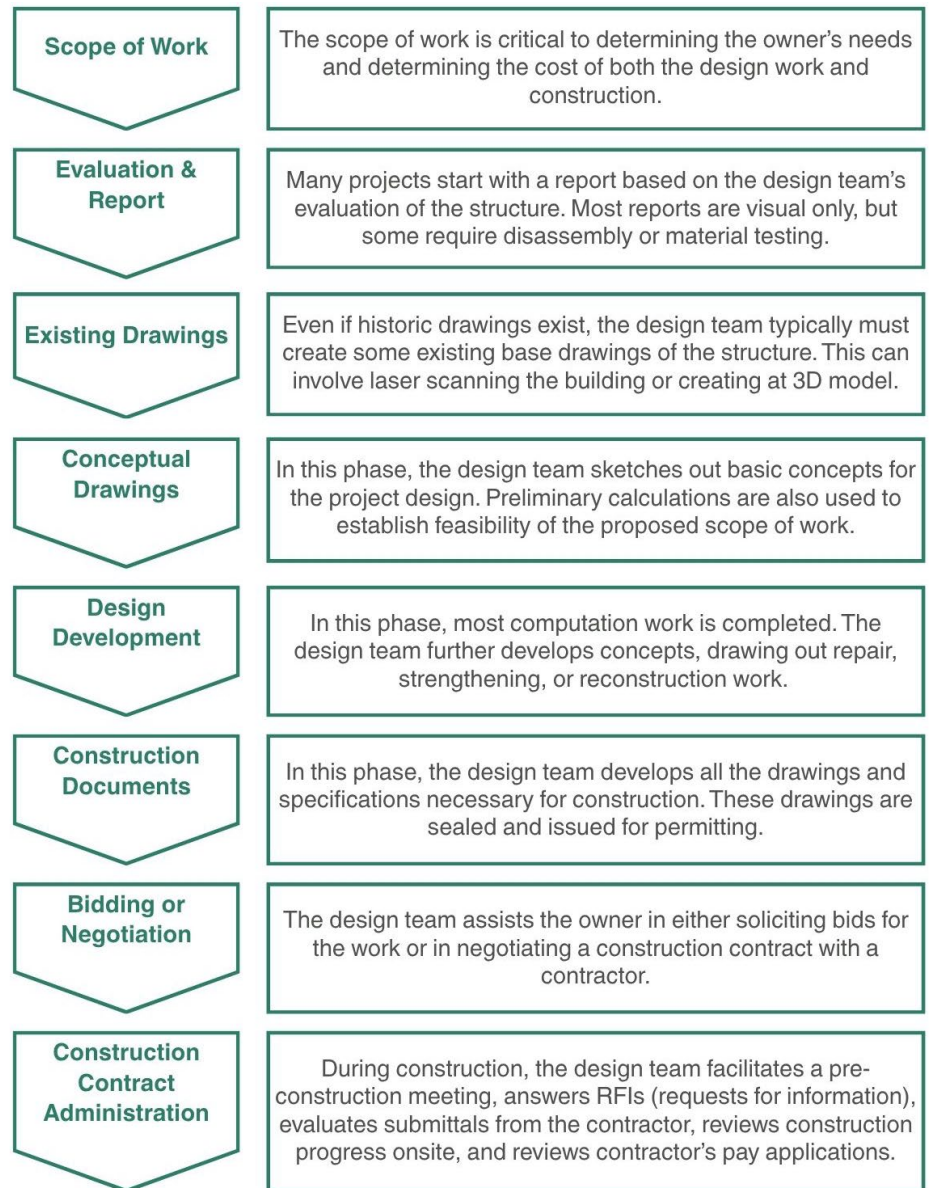 Scope of Work
The scope of work is critical to determining the owner's needs
and determining the cost of both the design work and
construction.
Evaluation &
Report
Many projects start with a report based on the design team's
evaluation of the structure. Most reports are visual only, but
some require disassembly or material testing.
Existing Drawings
Even if historic drawings exist, the design team typically must
create some existing base drawings of the structure. This can
involve laser scanning the building or creating at 3D model.
Conceptual
Drawings
In this phase, the design team sketches out basic concepts for
the project design. Preliminary calculations are also used to
establish feasibility of the proposed scope of work.
Design
Development
In this phase, most computation work is completed. The
design team further develops concepts, drawing out repair,
strengthening, or reconstruction work.
Construction
Documents
In this phase, the design team develops all the drawings and
specifications necessary for construction. These drawings are
sealed and issued for permitting.
Bidding or
Negotiation
The design team assists the owner in either soliciting bids for
the work or in negotiating a construction contract with a
contractor.
Construction
Contract
Administration
During construction, the design team facilitates a pre-
construction meeting, answers RFIs (requests for information),
evaluates submittals from the contractor, reviews construction
progress onsite, and reviews contractor's pay applications.